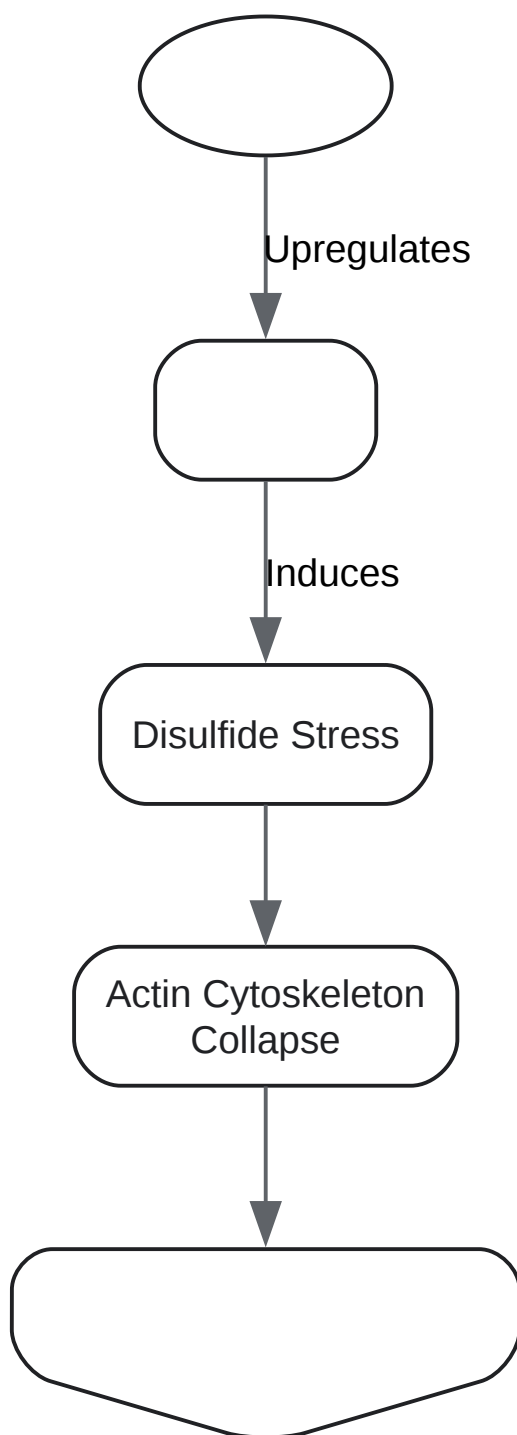 Upregulates
Induces
Disulfide Stress
Actin Cytoskeleton
Collapse